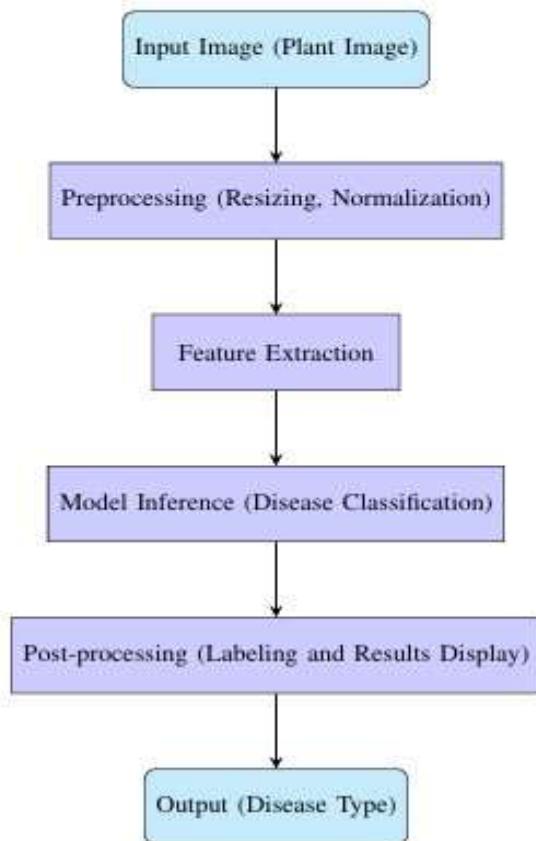 Input Image (Plant Image)
Preprocessing (Resizing, Normalization)
Feature Extraction
Model Inference (Disease Classification)
Post-processing (Labeling and Results Display)
Output (Disease Type)